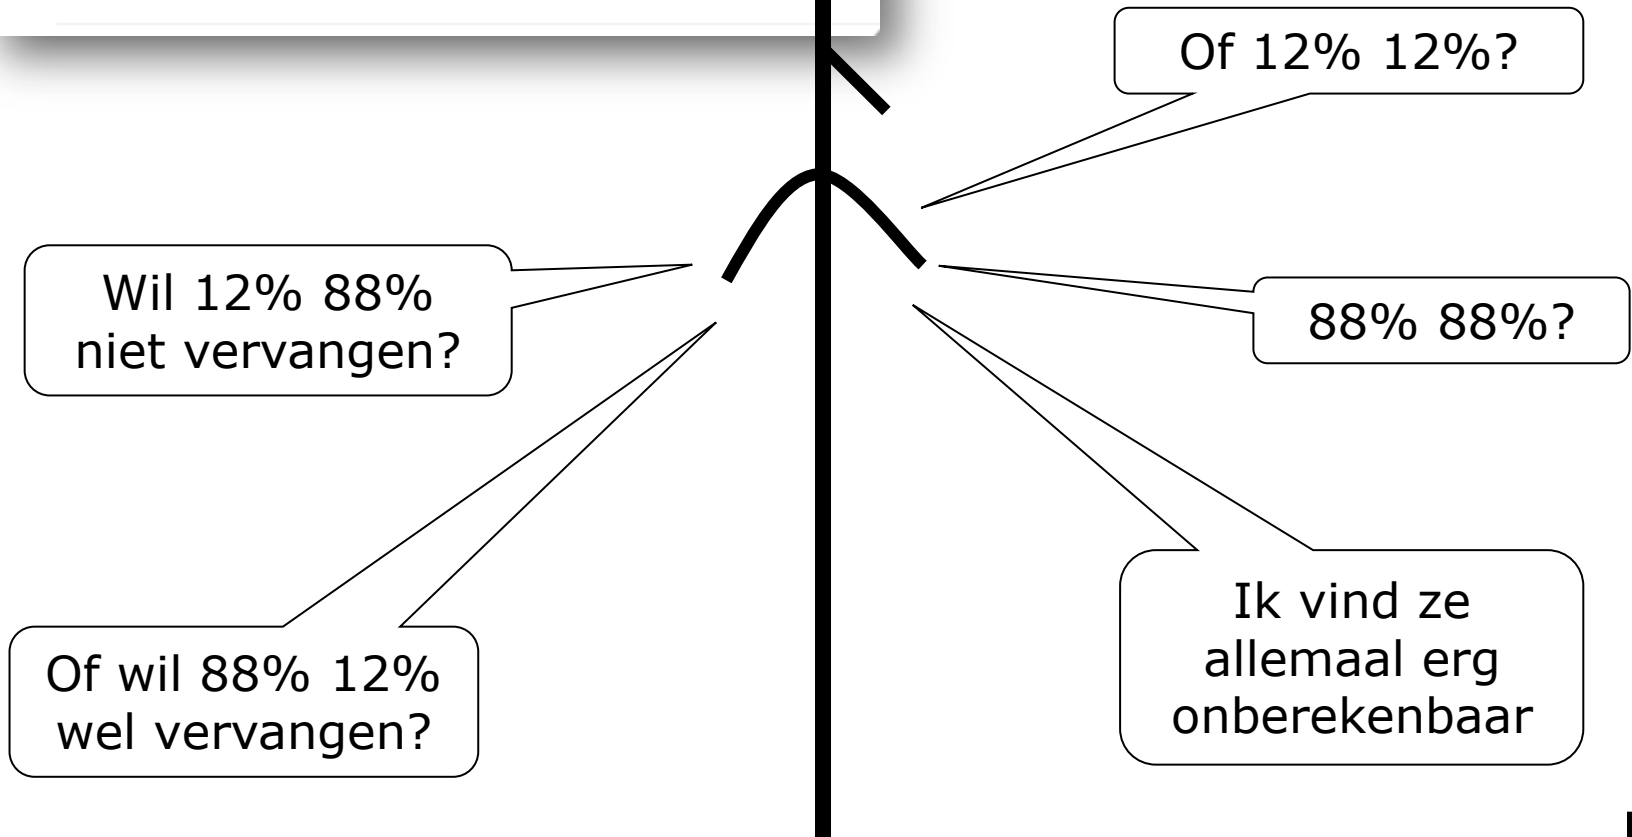 Wil 12% 88%
niet vervangen?
Of wil 88% 12%
wel vervangen?
Of 12% 12%?
88% 88%?
Ik vind ze
allemaal erg
onberekenbaar